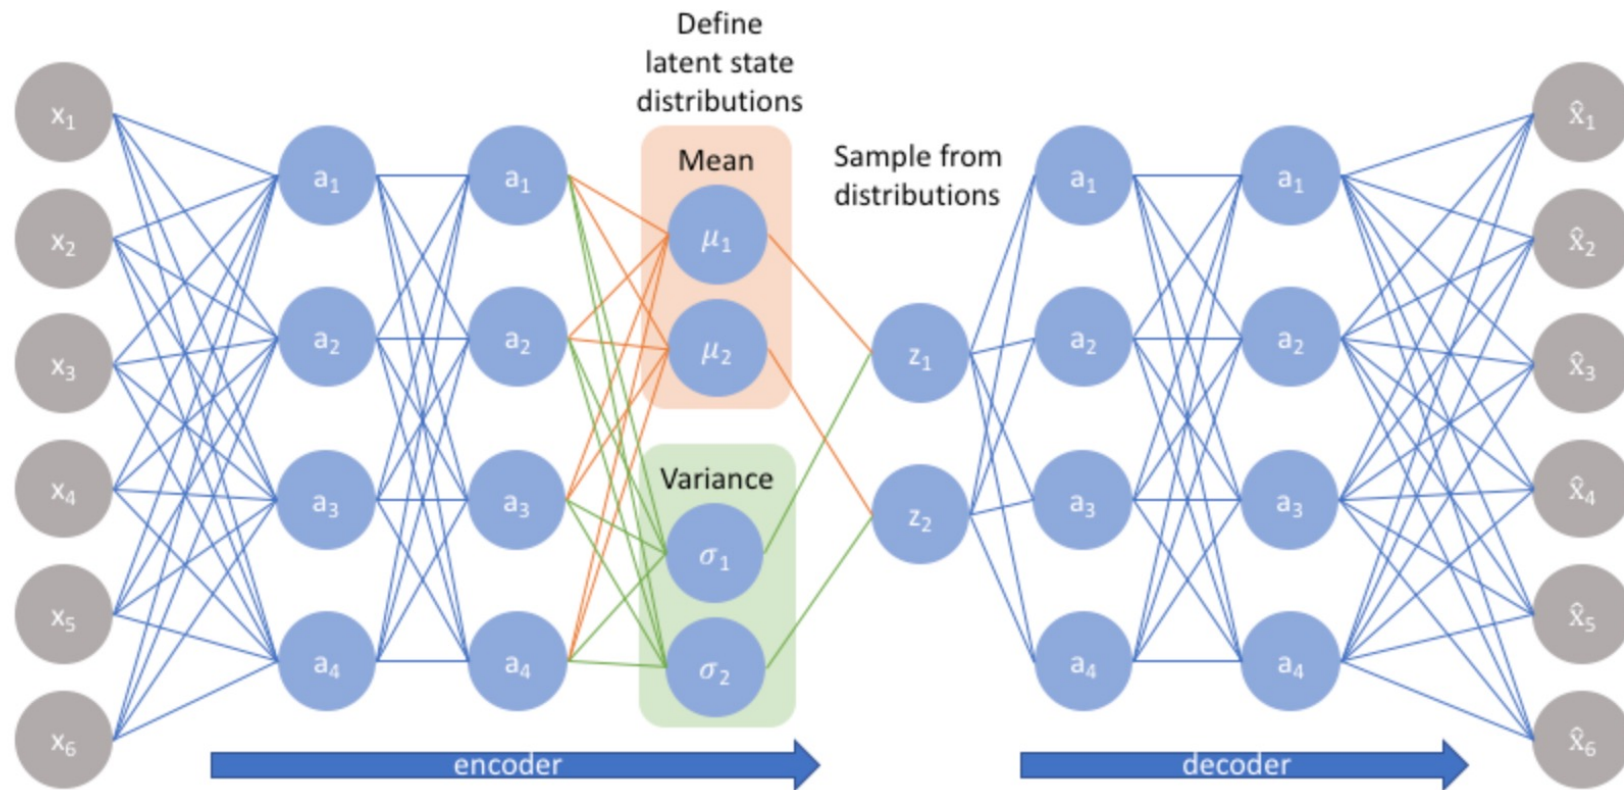 Define
latent state
distributions
Mean
Sample from
distributions
Variance
x₁
x₂
x₃
x₄
x₅
x₆
a₁
a₂
a₃
a₄
a₁
a₂
a₃
a₄
μ₁
μ₂
σ₁
σ₂
z₁
z₂
a₁
a₂
a₃
a₄
a₁
a₂
a₃
a₄
x̂₁
x̂₂
x̂₃
x̂₄
x̂₅
x̂₆
encoder
decoder